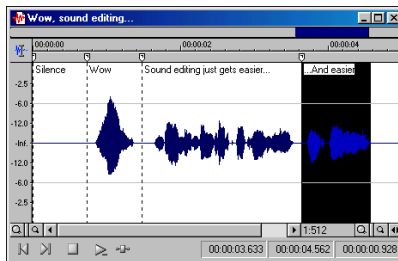 Wow, sound editing...
00:00:00 00:00:02 00:00:04
Silence Wow Sound editing just gets easier... ...And easier
-2.5
-6.0
-12.0
-Inf.
-12.0
-6.0
-2.5
1:512
00:00:03.633 00:00:04.562 00:00:00.928